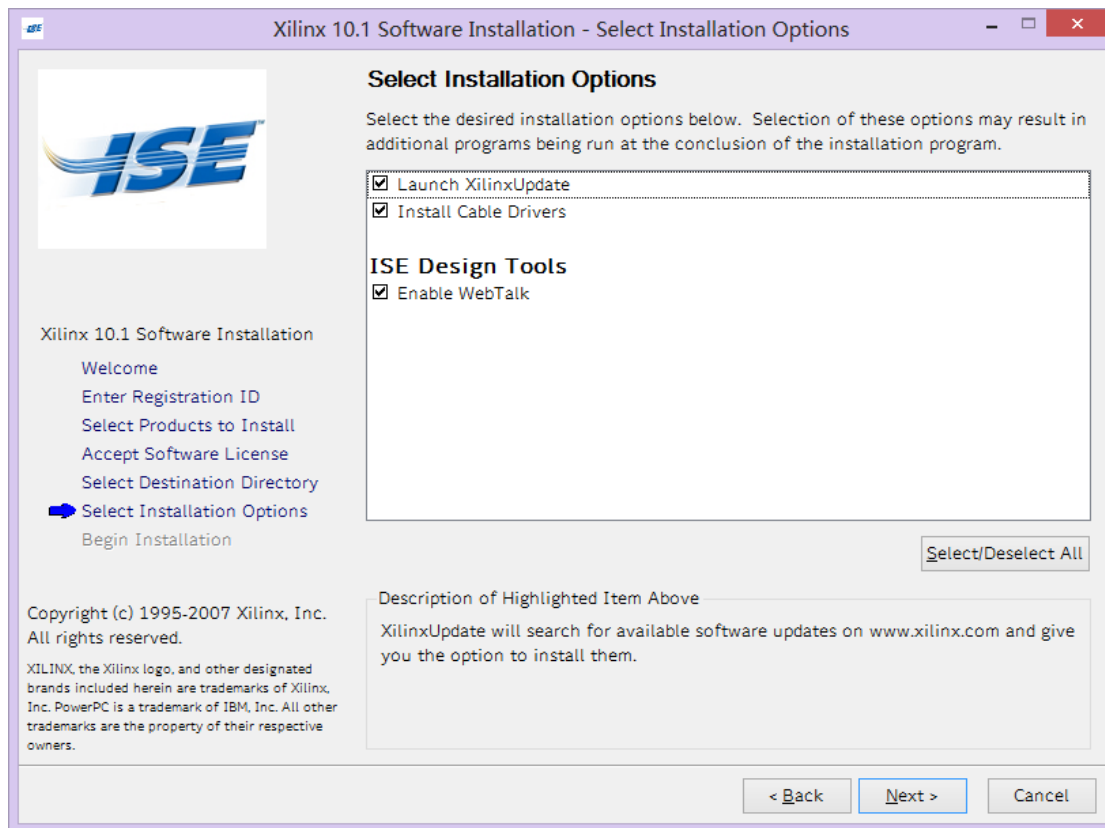 Xilinx 10.1 Software Installation - Select Installation Options
ISE
Select Installation Options
Select the desired installation options below. Selection of these options may result in
additional programs being run at the conclusion of the installation program.
Launch XilinxUpdate
Install Cable Drivers
ISE Design Tools
Enable WebTalk
Xilinx 10.1 Software Installation
Welcome
Enter Registration ID
Select Products to Install
Accept Software License
Select Destination Directory
Select Installation Options
Begin Installation
Select/Deselect All
Copyright (c) 1995-2007 Xilinx, Inc.
All rights reserved.
XILINX, the Xilinx logo, and other designated
brands included herein are trademarks of Xilinx,
Inc. PowerPC is a trademark of IBM, Inc. All other
trademarks are the property of their respective
owners.
Description of Highlighted Item Above
XilinxUpdate will search for available software updates on www.xilinx.com and give
you the option to install them.
< Back
Next >
Cancel